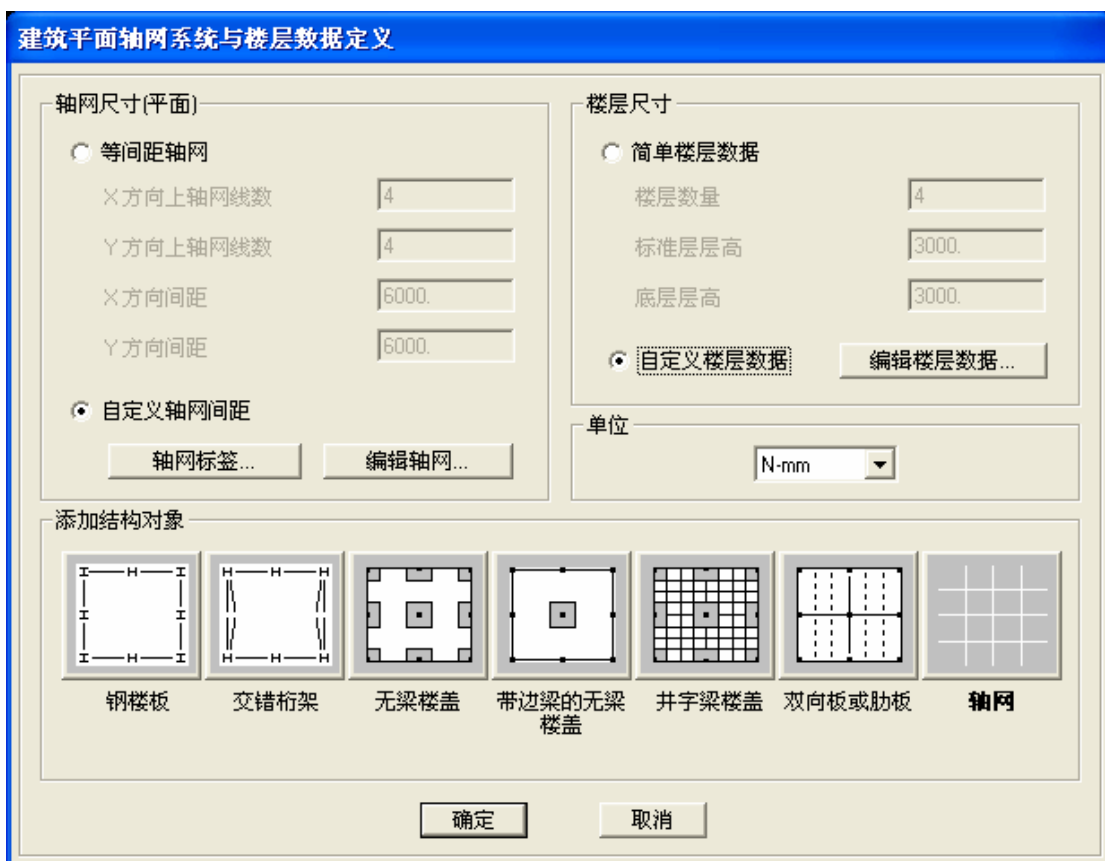 建筑平面轴网系统与楼层数据定义
轴网尺寸(平面)
等间距轴网
X方向上轴网线数 4
Y方向上轴网线数 4
X方向间距 6000.
Y方向间距 6000.
自定义轴网间距
轴网标签... 编辑轴网...
楼层尺寸
简单楼层数据
楼层数量 4
标准层层高 3000.
底层层高 3000.
自定义楼层数据 编辑楼层数据...
单位
N-mm
添加结构对象
钢楼板
交错桁架
无梁楼盖
带边梁的无梁
楼盖
井字梁楼盖
双向板或肋板
轴网
确定 取消